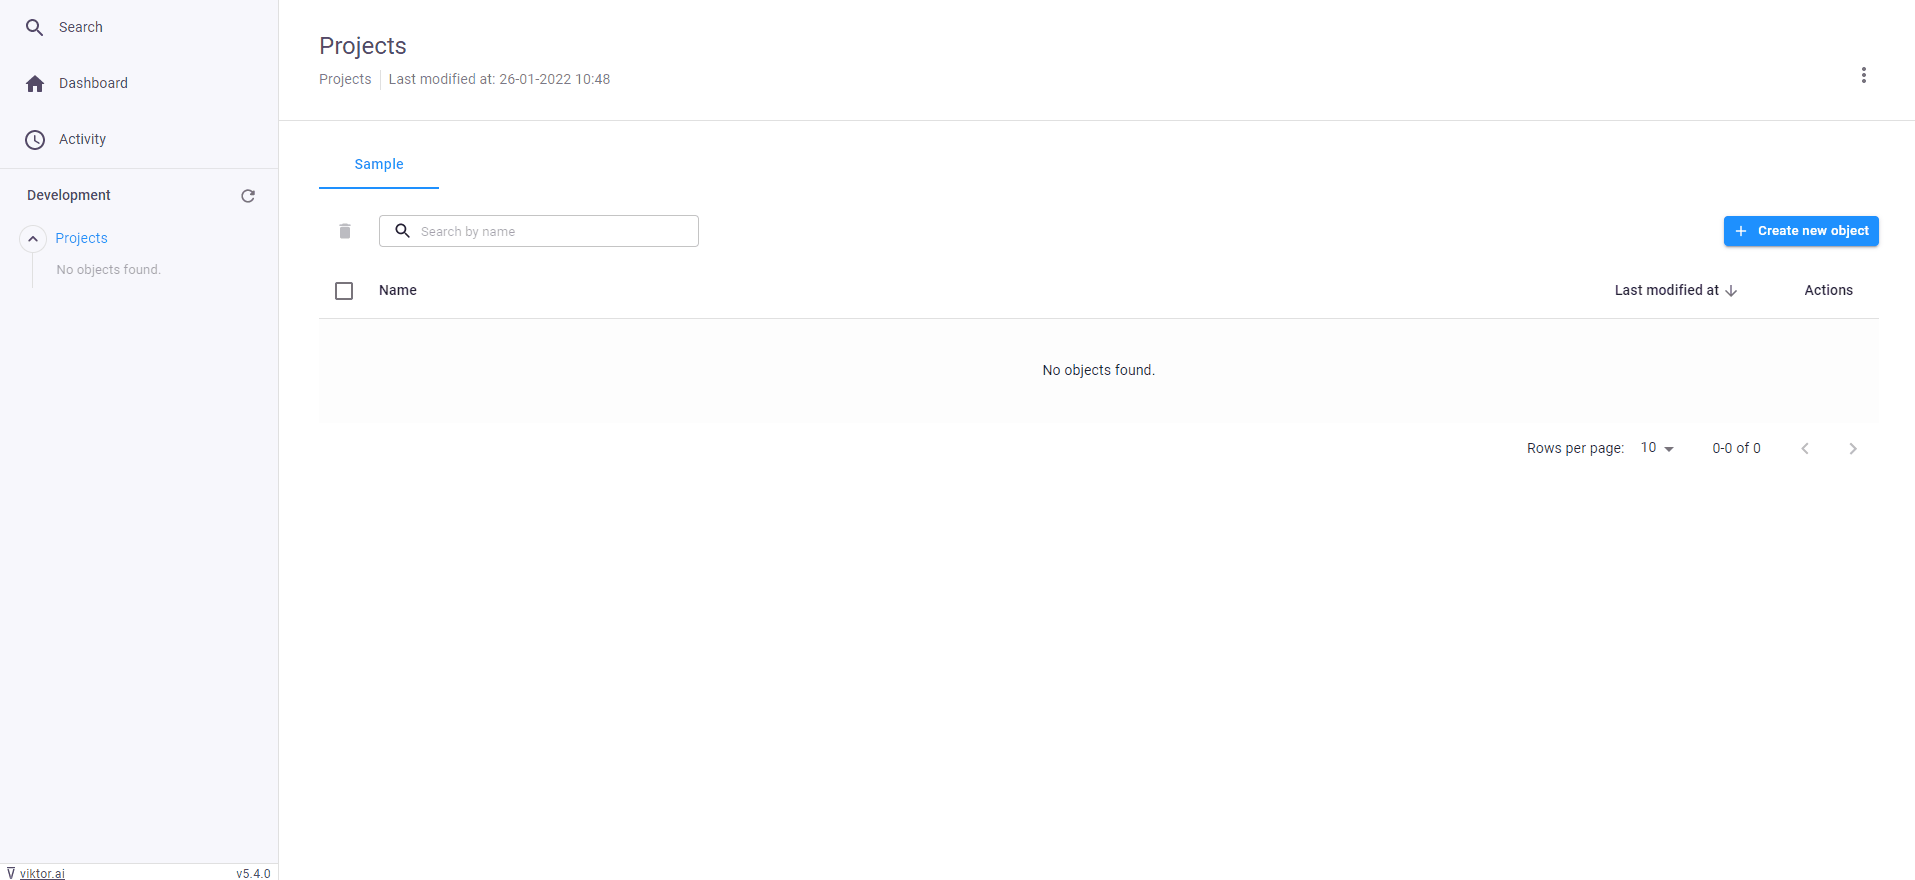 Search
Dashboard
Activity
Development
Projects
No objects found.
viktor.ai
v5.4.0
Projects
Projects
Last modified at: 26-01-2022 10:48
Sample
Search by name
+ Create new object
Name
Last modified at
Actions
No objects found.
Rows per page: 10
0-0 of 0